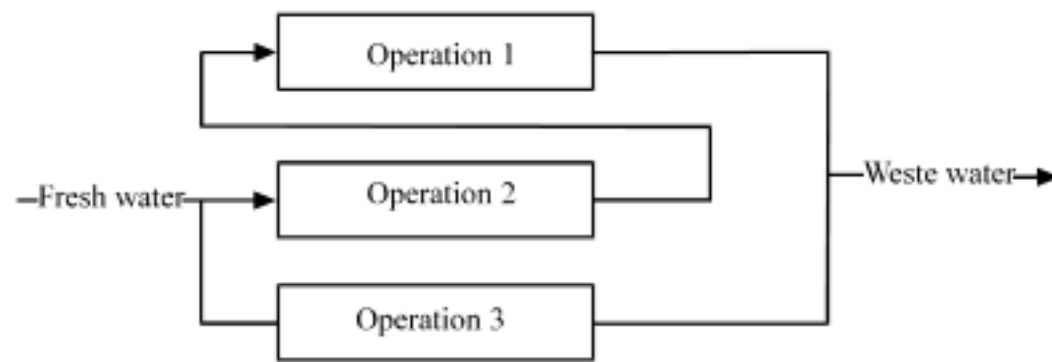 Operation 1
Fresh water
Operation 2
Weste water
Operation 3